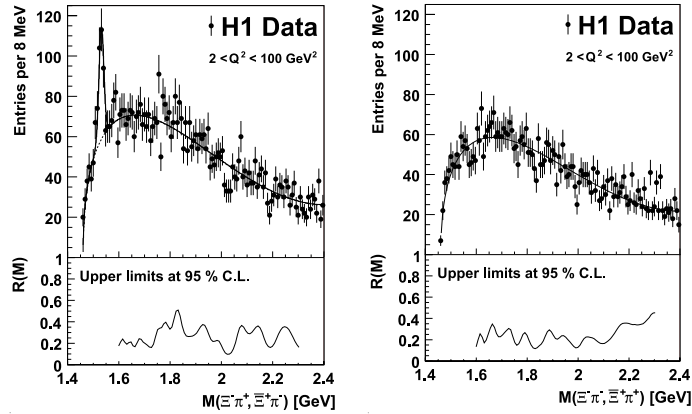 H1 Data
2 < Q² < 100 GeV²
Entries per 8 MeV
120
100
80
60
40
20
1
Upper limits at 95 % C.L.
R(M)
0.8
0.6
0.4
0.2
0
1.4 1.6 1.8 2 2.2 2.4
M(Ξ⁻π⁺, Ξ̅⁺π⁻) [GeV]
H1 Data
2 < Q² < 100 GeV²
Entries per 8 MeV
100
80
60
40
20
1
Upper limits at 95 % C.L.
R(M)
0.8
0.6
0.4
0.2
0
1.4 1.6 1.8 2 2.2 2.4
M(Ξ⁻π⁻, Ξ̅⁺π⁺) [GeV]